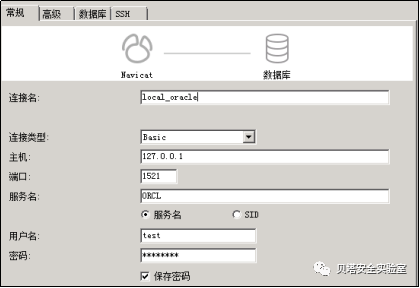 常规 高级 数据库 SSH
Navicat 数据库
连接名: local_oracle
连接类型: Basic
主机: 127.0.0.1
端口: 1521
服务名: ORCL
服务名 SID
用户名: test
密码: ********
保存密码
贝塔安全实验室